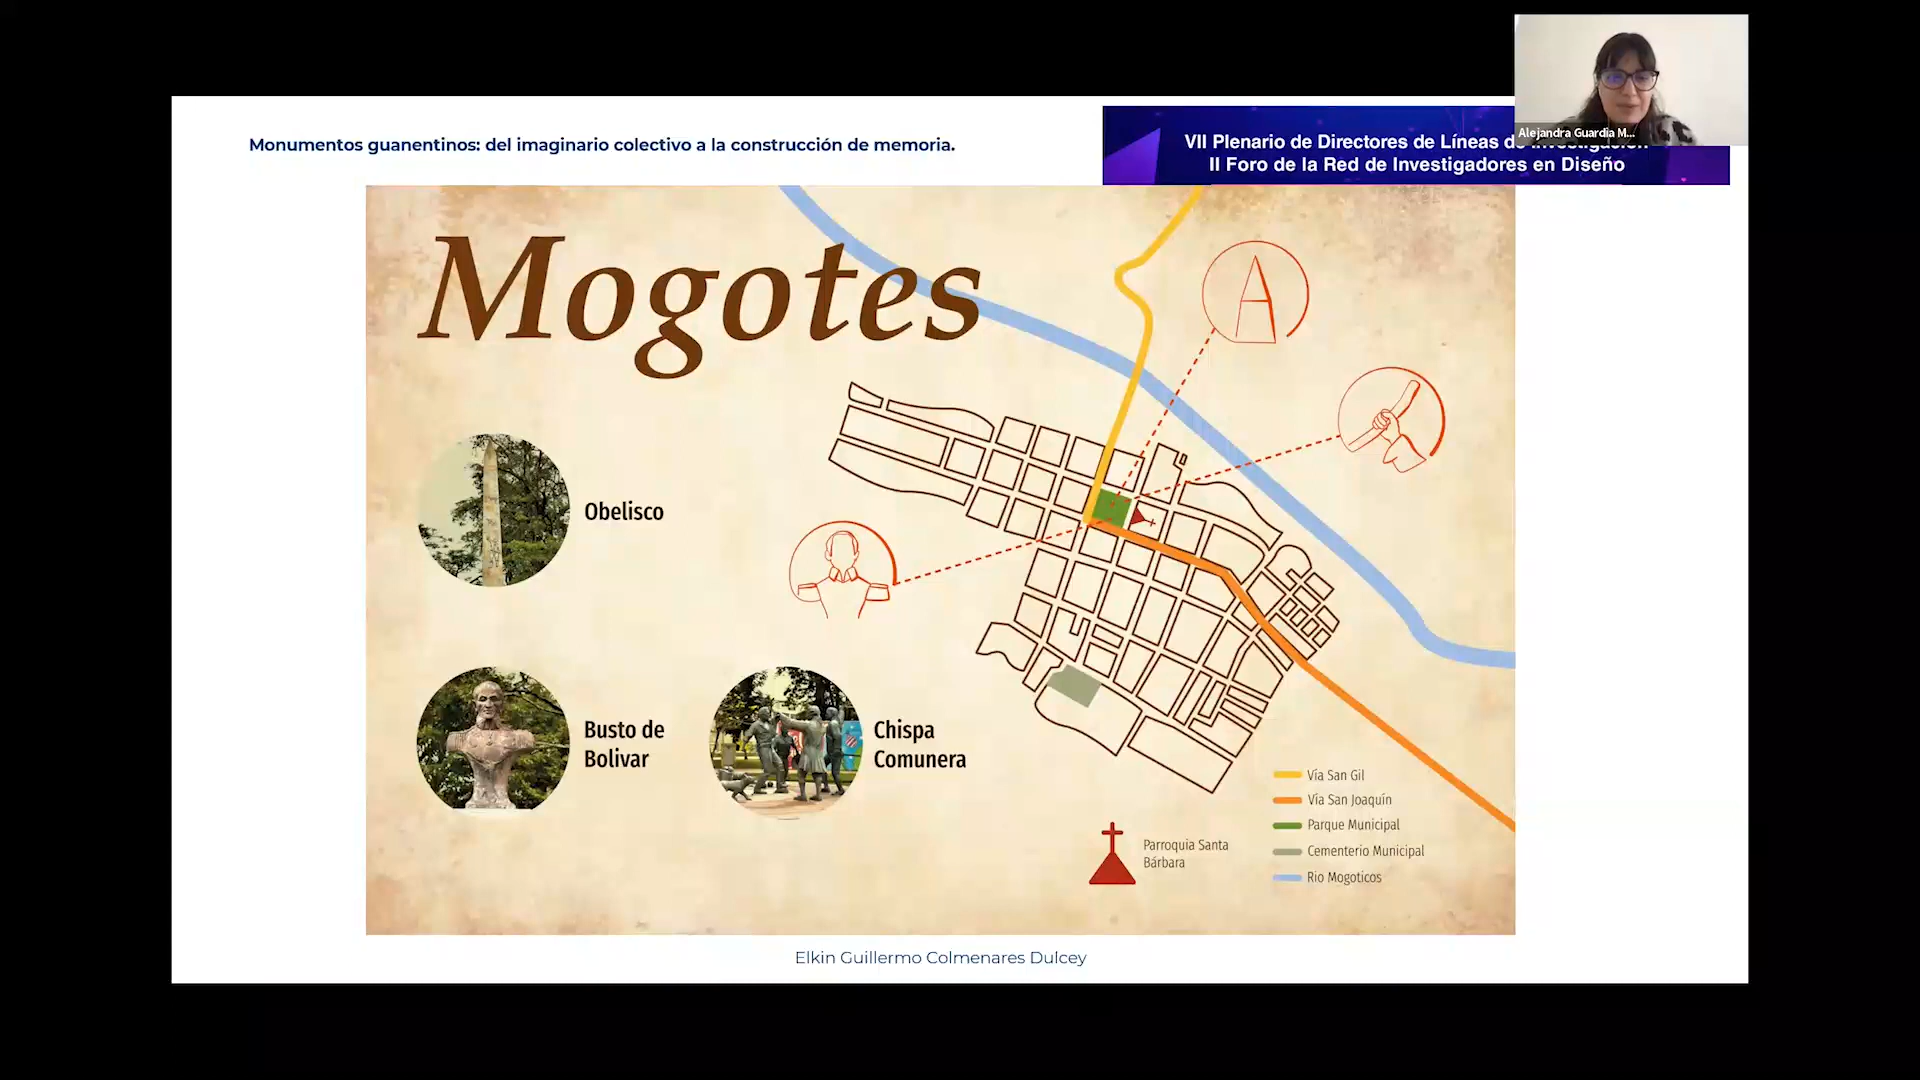 Alejandra Guardia M...
Monumentos guanentinos: del imaginario colectivo a la construcción de memoria.
VII Plenario de Directores de Líneas de Investigación
II Foro de la Red de Investigadores en Diseño
Mogotes
A
Obelisco
Busto de
Bolivar
Chispa
Comunera
Parroquia Santa
Bárbara
Vía San Gil
Vía San Joaquín
Parque Municipal
Cementerio Municipal
Rio Mogoticos
Elkin Guillermo Colmenares Dulcey